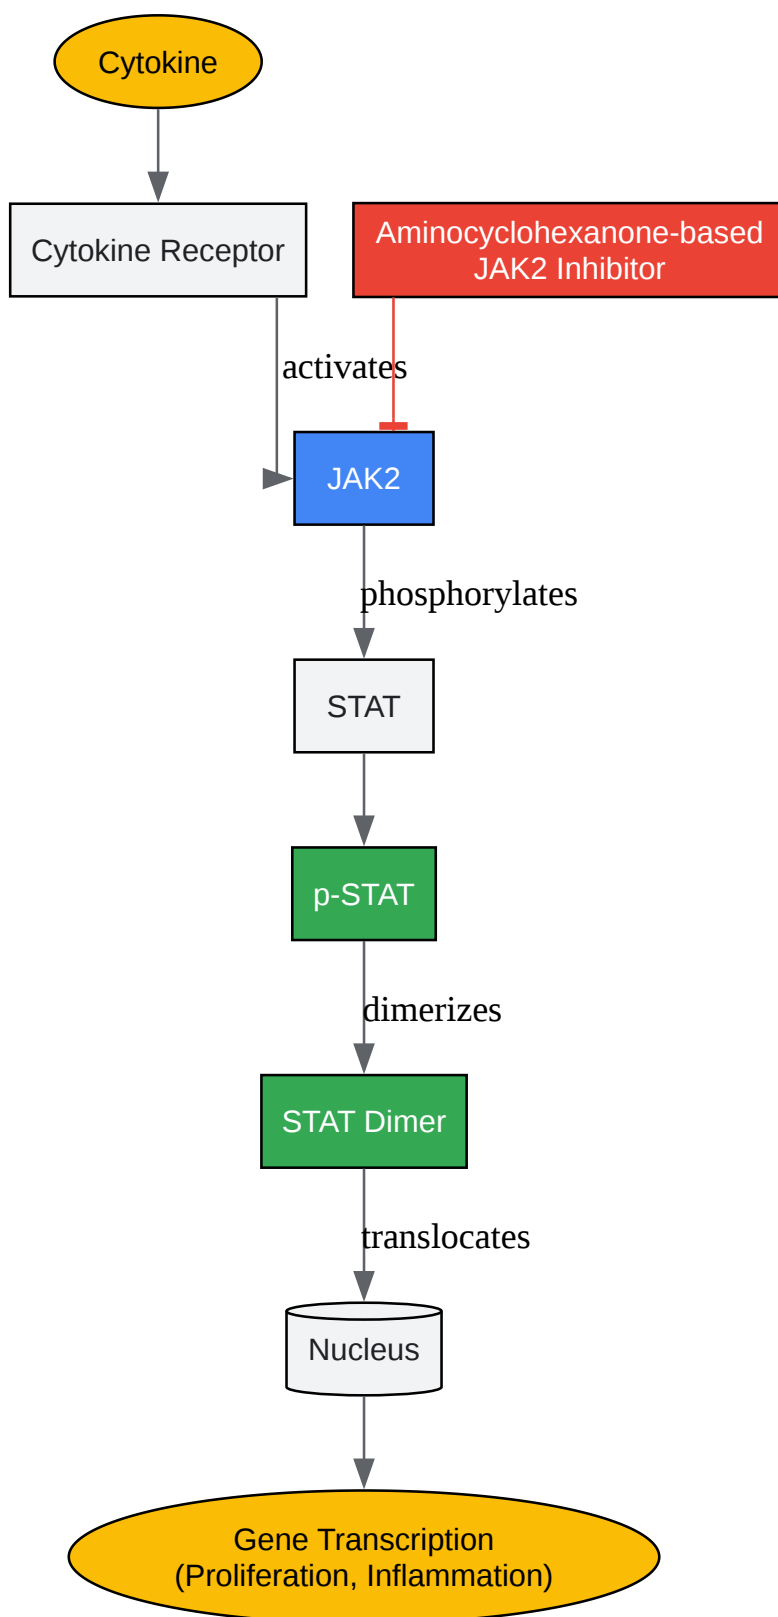 Cytokine
Cytokine Receptor
Aminocyclohexanone-based
JAK2 Inhibitor
activates
JAK2
phosphorylates
STAT
p-STAT
dimerizes
STAT Dimer
translocates
Nucleus
Gene Transcription
(Proliferation, Inflammation)